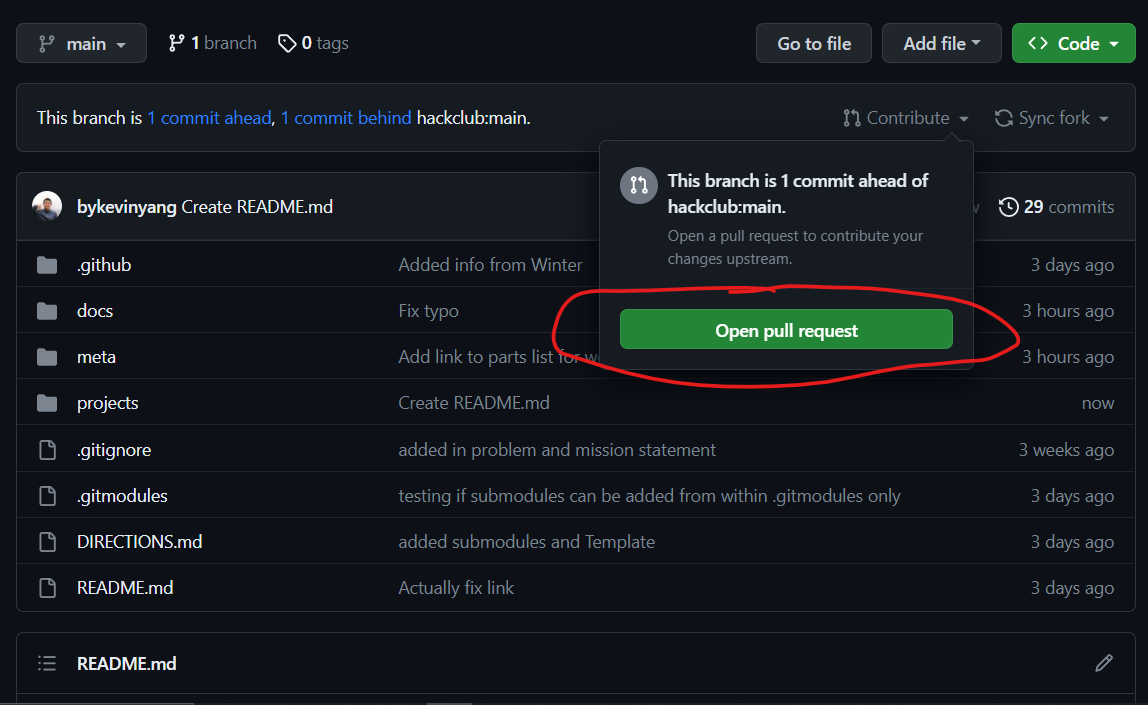 main
1 branch
0 tags
Go to file
Add file
Code
This branch is 1 commit ahead, 1 commit behind hackclub:main.
Contribute
Sync fork
This branch is 1 commit ahead of
hackclub:main.
Open a pull request to contribute your
changes upstream.
Open pull request
bykevinyang Create README.md
29 commits
.github
Added info from Winter
3 days ago
docs
Fix typo
3 hours ago
meta
Add link to parts list for
3 hours ago
projects
Create README.md
now
.gitignore
added in problem and mission statement
3 weeks ago
.gitmodules
testing if submodules can be added from within .gitmodules only
3 days ago
DIRECTIONS.md
added submodules and Template
3 days ago
README.md
Actually fix link
3 days ago
README.md